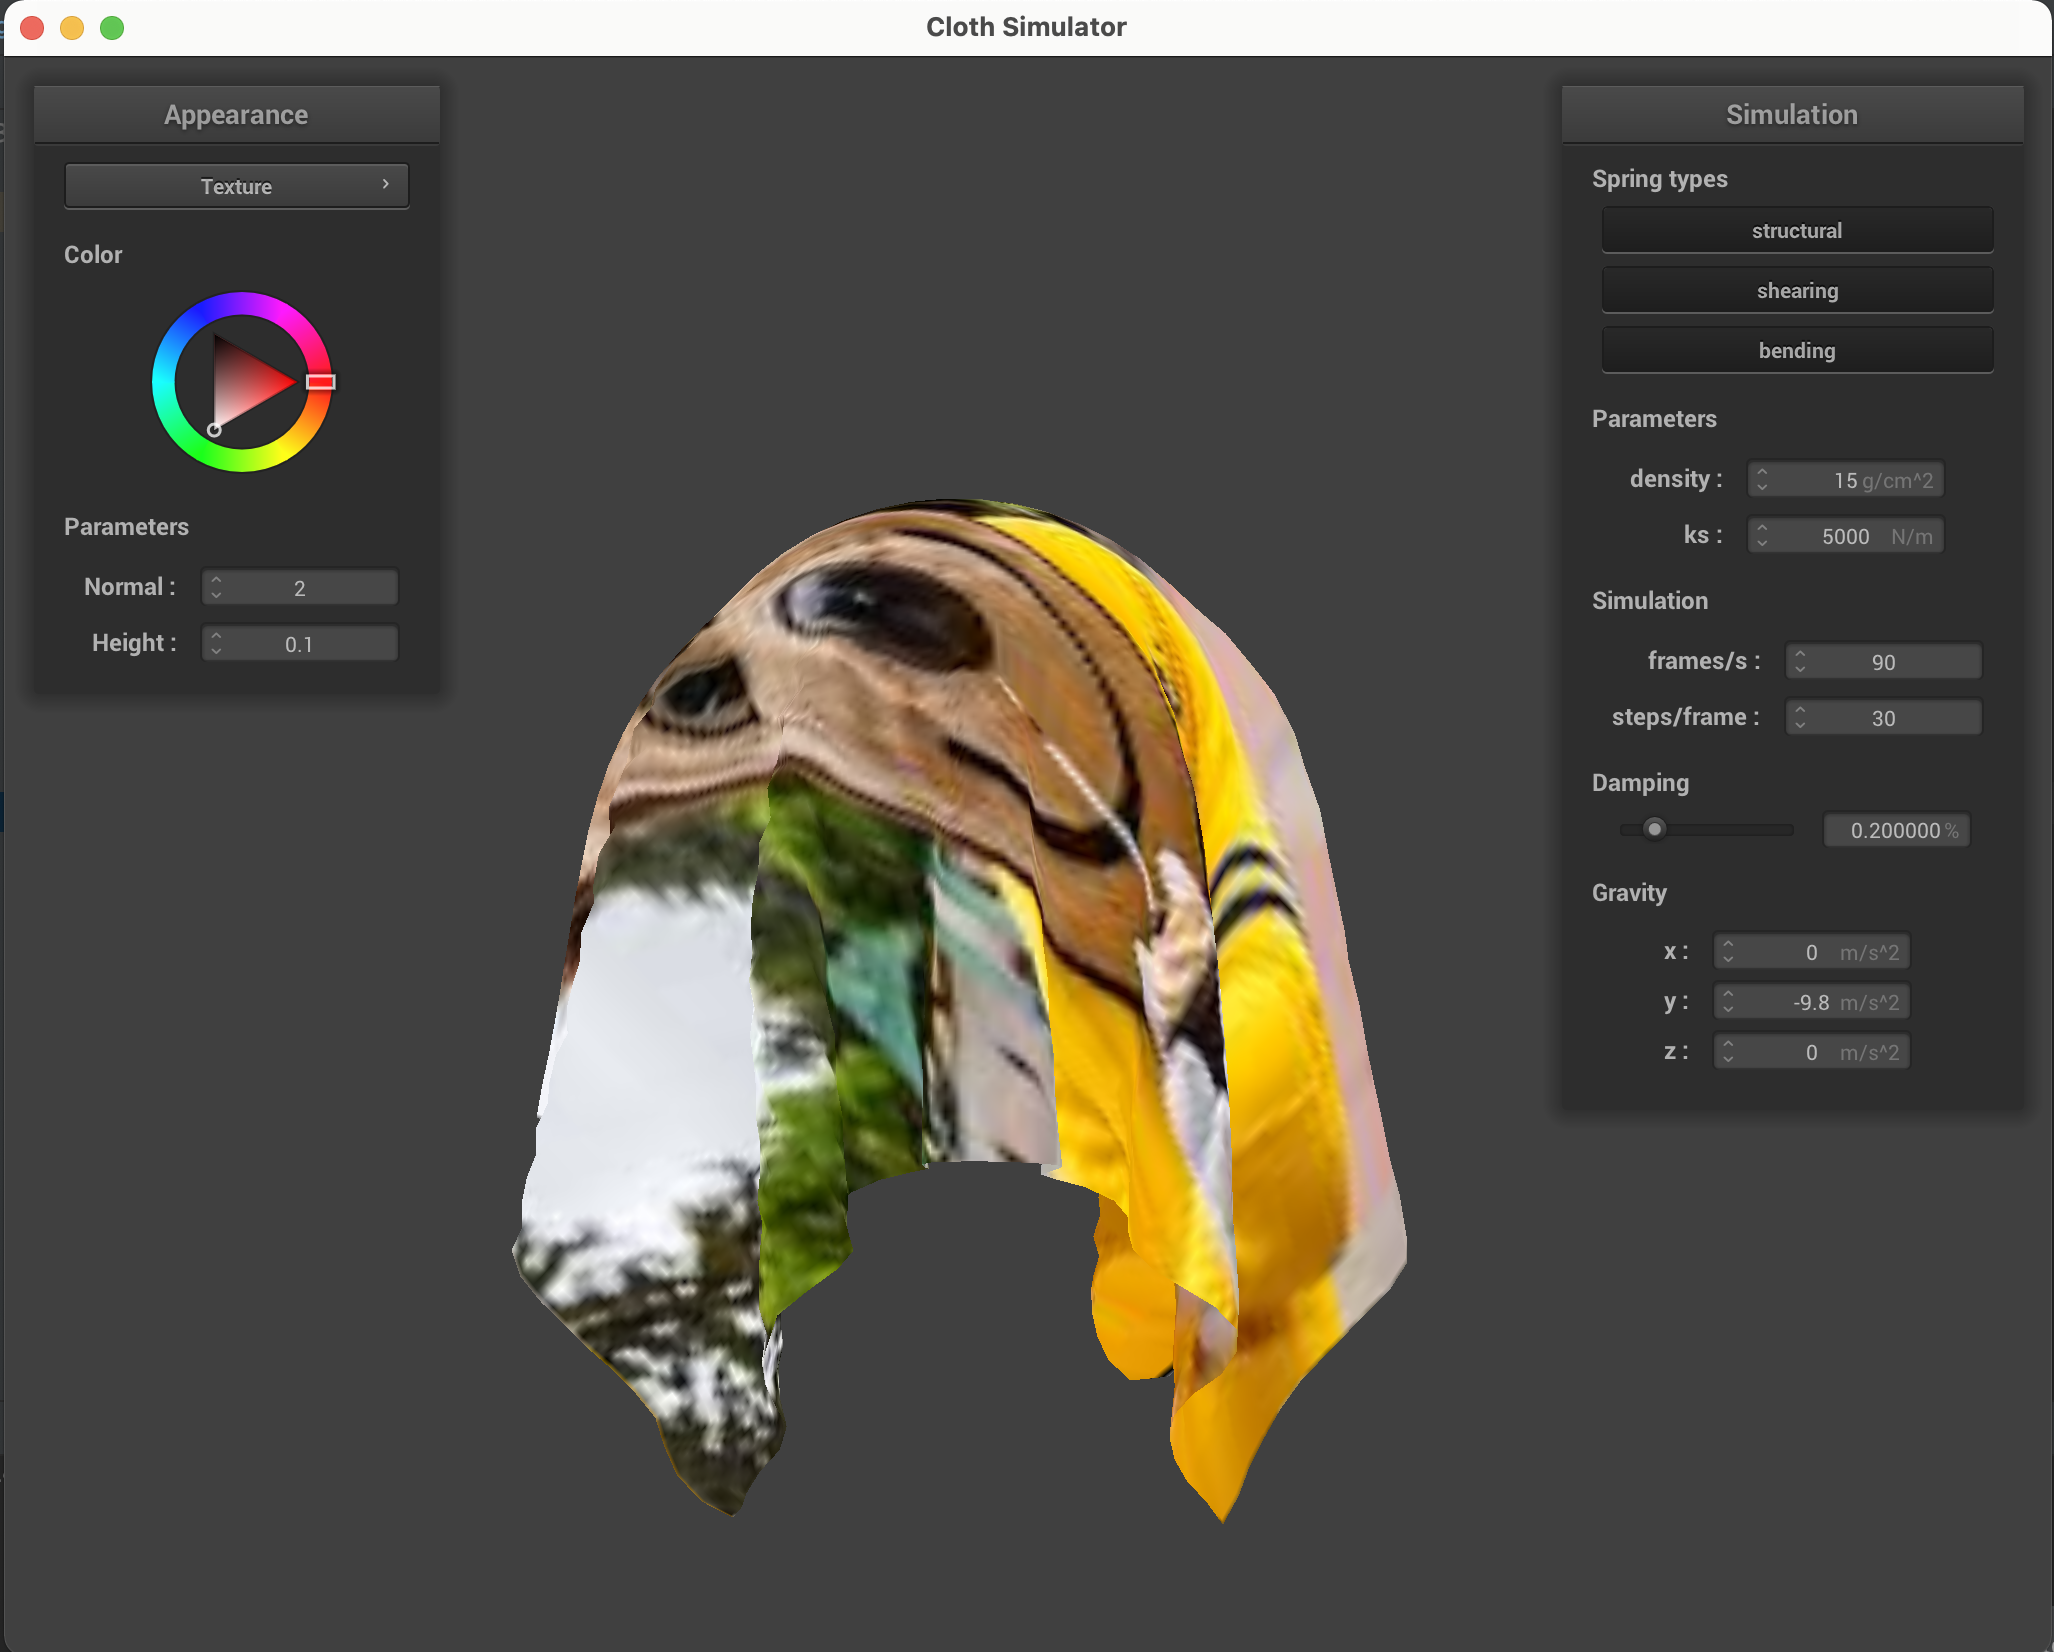 Cloth Simulator
Appearance
Texture
Color
Parameters
Normal : 2
Height : 0.1
Simulation
Spring types
structural
shearing
bending
Parameters
density : 15 g/cm^2
ks : 5000 N/m
Simulation
frames/s : 90
steps/frame : 30
Damping
0.200000 %
Gravity
x : 0 m/s^2
y : -9.8 m/s^2
z : 0 m/s^2